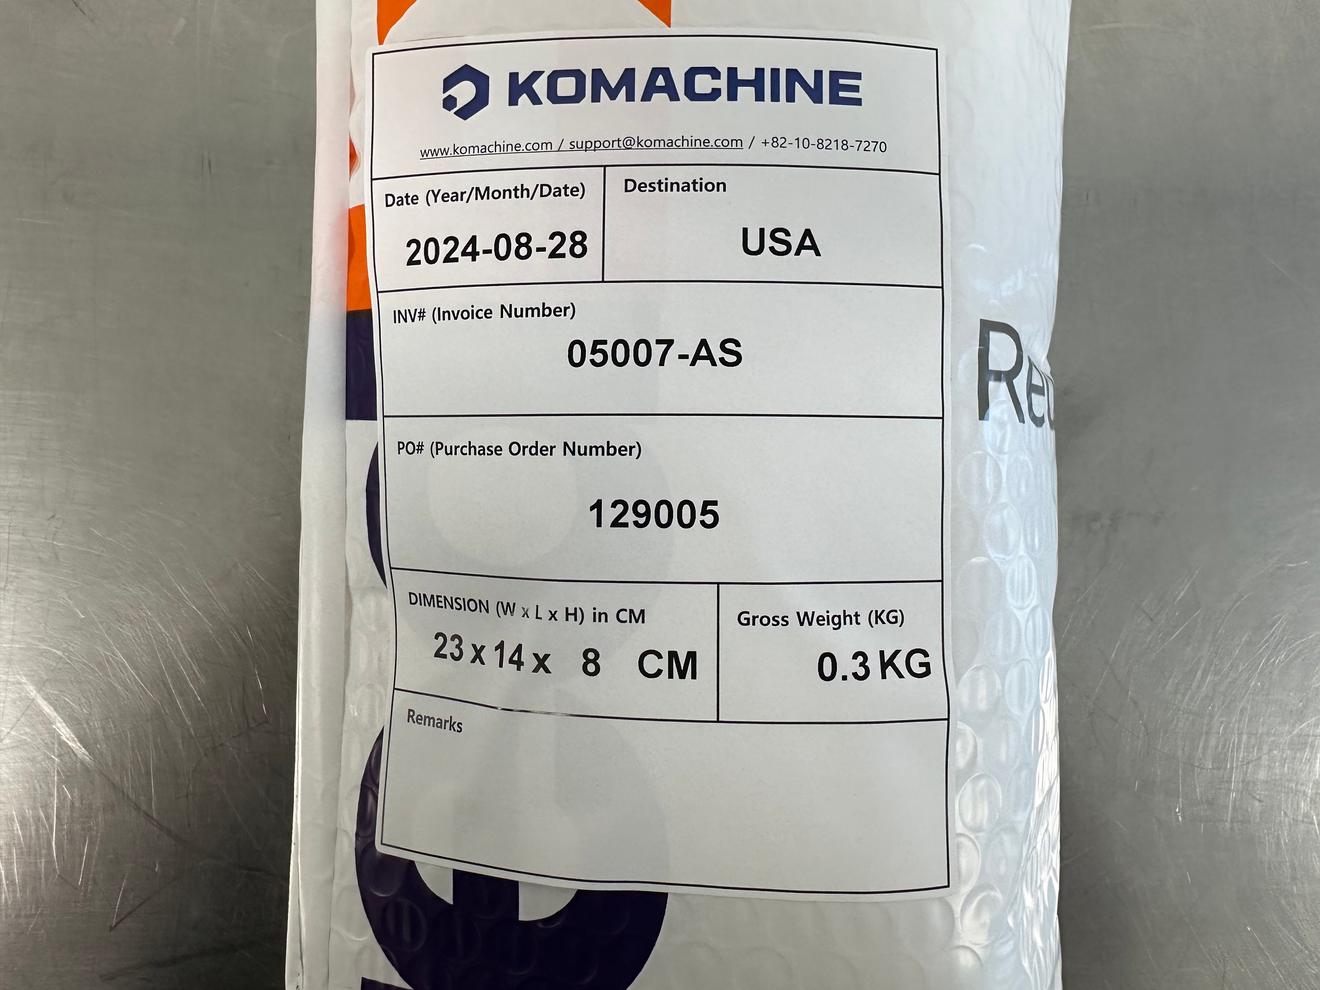 KOMACHINE
www.komachine.com / support@komachine.com / +82-10-8218-7270
Date (Year/Month/Date)
2024-08-28
Destination
USA
INV# (Invoice Number)
05007-AS
PO# (Purchase Order Number)
129005
DIMENSION (W x L x H) in CM
23 x 14 x 8 CM
Gross Weight (KG)
0.3 KG
Remarks